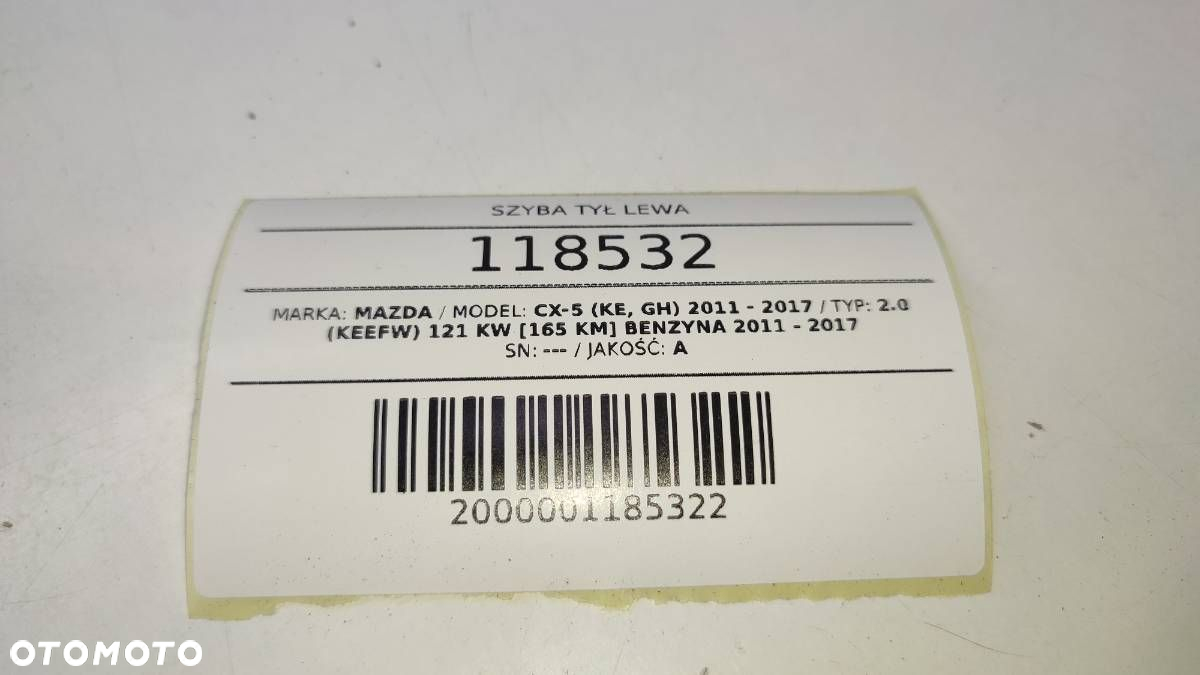 SZYBA TYŁ LEWA
118532
MARKA: MAZDA / MODEL: CX-5 (KE, GH) 2011 - 2017 / TYP: 2.0
(KEEFW) 121 KW [165 KM] BENZYNA 2011 - 2017
SN: --- / JAKOŚĆ: A
2000001185322
OTOMOTO